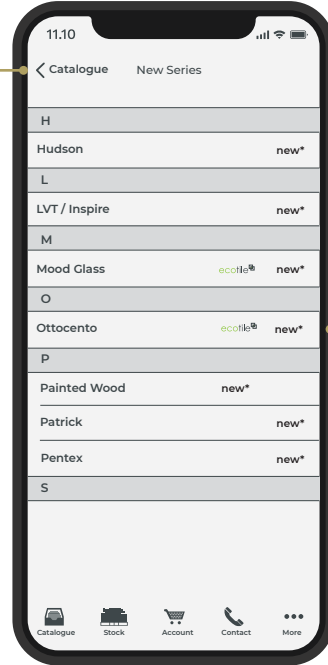 11.10
Catalogue New Series
H
Hudson new*
L
LVT / Inspire new*
M
Mood Glass ecotile new*
O
Ottocento ecotile new*
P
Painted Wood new*
Patrick new*
Pentex new*
S
Catalogue Stock Account Contact More